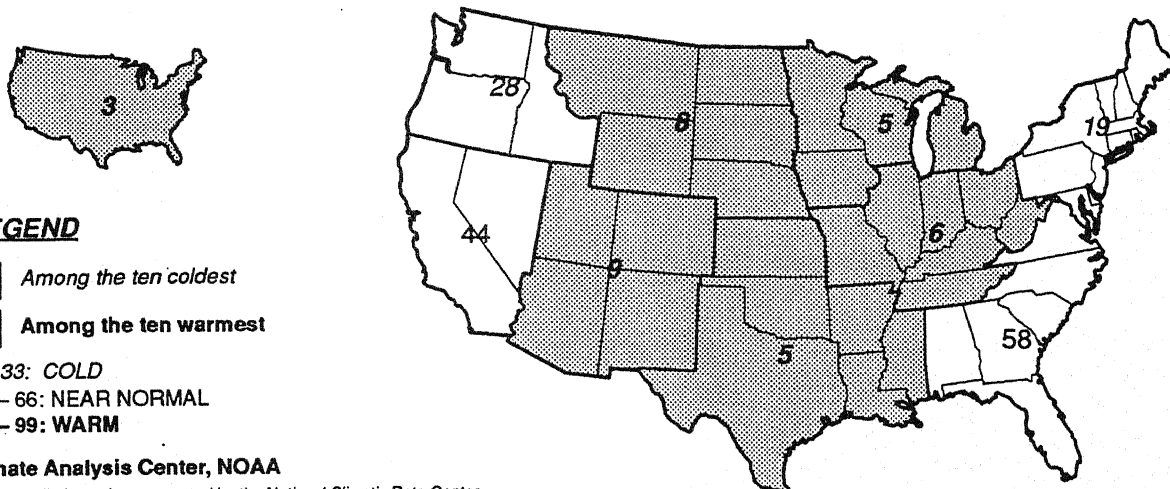 3
28
8
5
19
44
9
6
5
58
EGEND
Among the ten coldest
Among the ten warmest
33: COLD
– 66: NEAR NORMAL
– 99: WARM
nate Analysis Center, NOAA